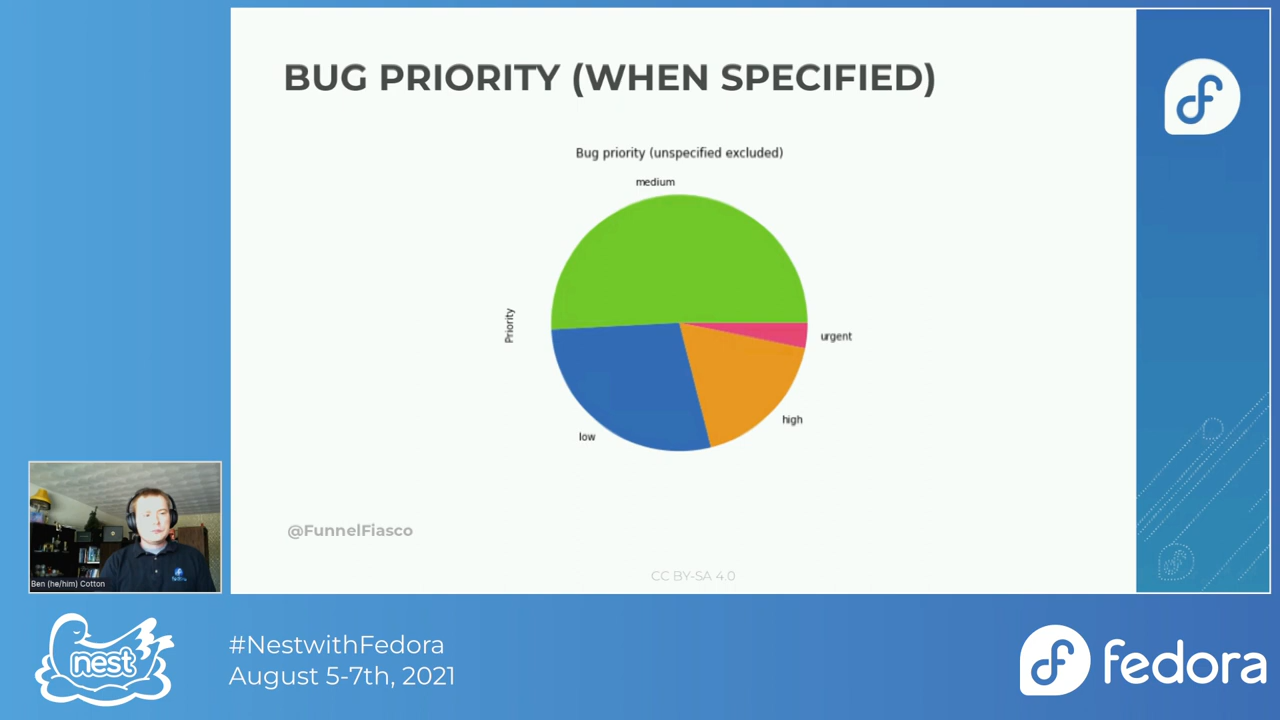 BUG PRIORITY (WHEN SPECIFIED)
Bug priority (unspecified excluded)
medium
Priority
urgent
high
low
@FunnelFiasco
CC BY-SA 4.0
Ben (he/him) Cotton
nest
#NestwithFedora
August 5-7th, 2021
fedora